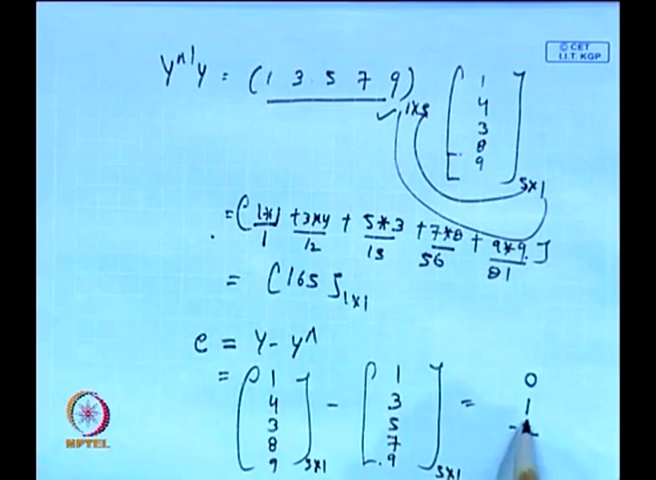 © CET
I.I.T. KGP
y^'y = (1 3 5 7 9)1x5 [1 4 3 8 9]5x1
= [1*1 + 3*4 + 5*3 + 7*8 + 9*9]
1 12 15 56 81
= [165]1x1
e = y - y^
= [1 4 3 8 9]5x1 - [1 3 5 7 9]5x1 = 0 1 -
NPTEL